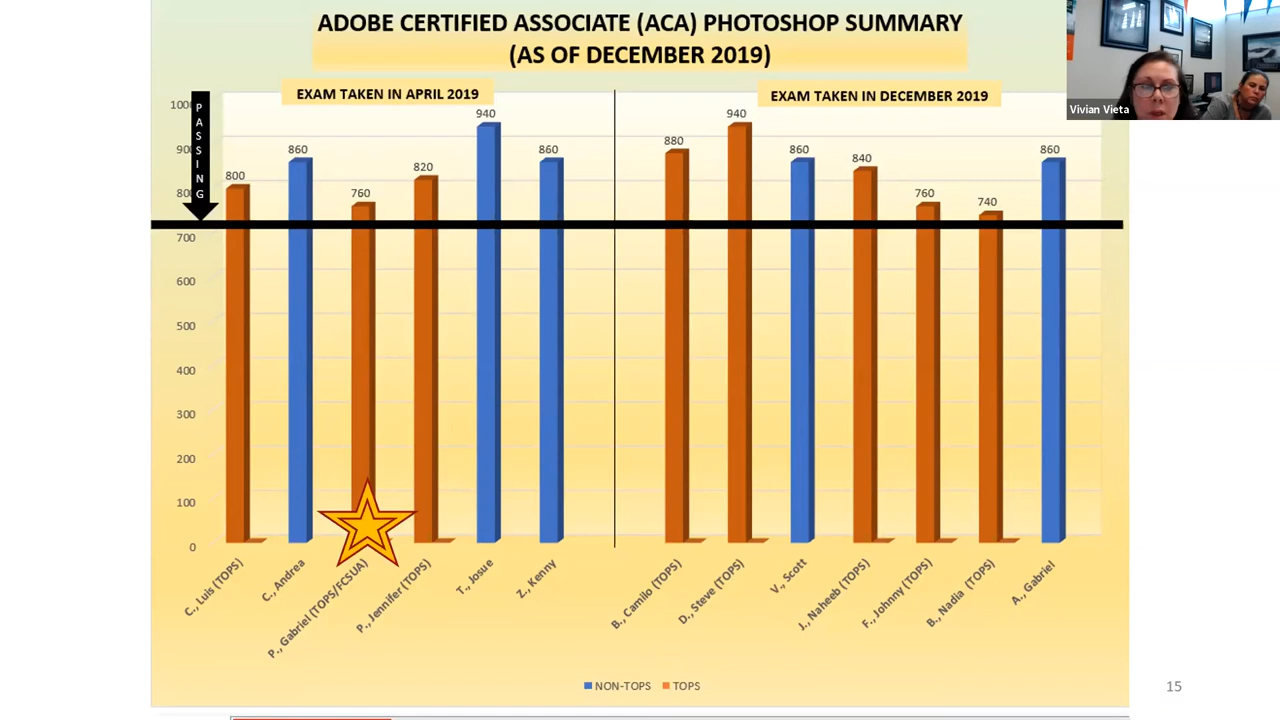 ADOBE CERTIFIED ASSOCIATE (ACA) PHOTOSHOP SUMMARY
(AS OF DECEMBER 2019)
Vivian Vieta
EXAM TAKEN IN APRIL 2019
EXAM TAKEN IN DECEMBER 2019
PASSING
1000
900
800
700
600
500
400
300
200
100
0
800
860
760
820
940
860
880
940
860
840
760
740
860
C., Luis (TOPS)
C., Andrea
P., Gabriel (TOPS/FCSUA)
P., Jennifer (TOPS)
T., Josue
Z., Kenny
B., Camilo (TOPS)
D., Steve (TOPS)
V., Scott
J., Naheeb (TOPS)
F., Johnny (TOPS)
B., Nadia (TOPS)
A., Gabriel
NON-TOPS TOPS
15